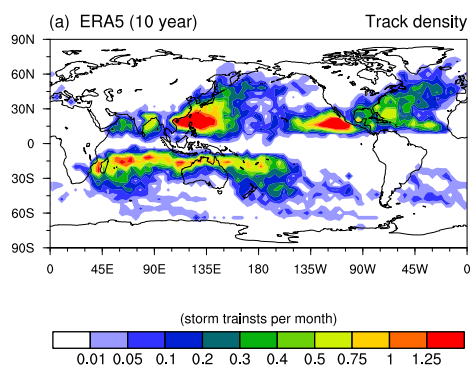 (a) ERA5 (10 year) Track density
90N
60N
30N
0
30S
60S
90S
0 45E 90E 135E 180 135W 90W 45W 0
(storm trainsts per month)
0.01 0.05 0.1 0.2 0.3 0.4 0.5 0.75 1 1.25